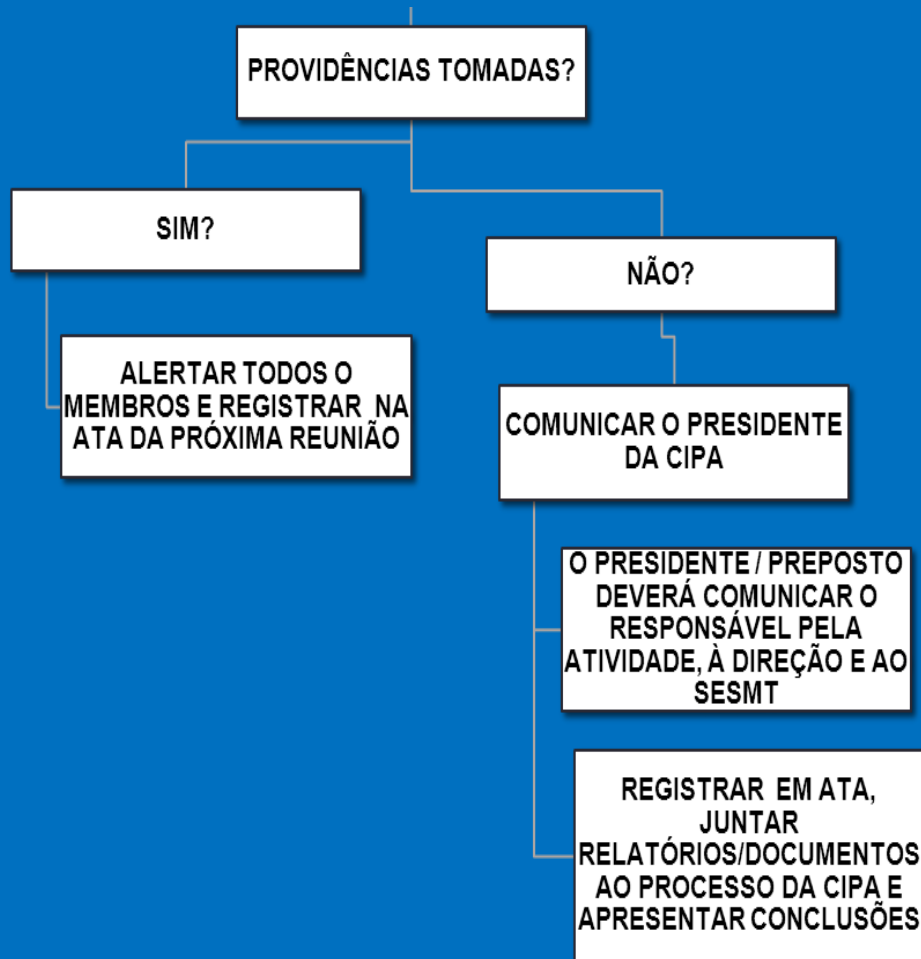 PROVIDÊNCIAS TOMADAS?
SIM?
NÃO?
ALERTAR TODOS O
MEMBROS E REGISTRAR NA
ATA DA PRÓXIMA REUNIÃO
COMUNICAR O PRESIDENTE
DA CIPA
O PRESIDENTE / PREPOSTO
DEVERÁ COMUNICAR O
RESPONSÁVEL PELA
ATIVIDADE, À DIREÇÃO E AO
SESMT
REGISTRAR EM ATA,
JUNTAR
RELATÓRIOS/DOCUMENTOS
AO PROCESSO DA CIPA E
APRESENTAR CONCLUSÕES